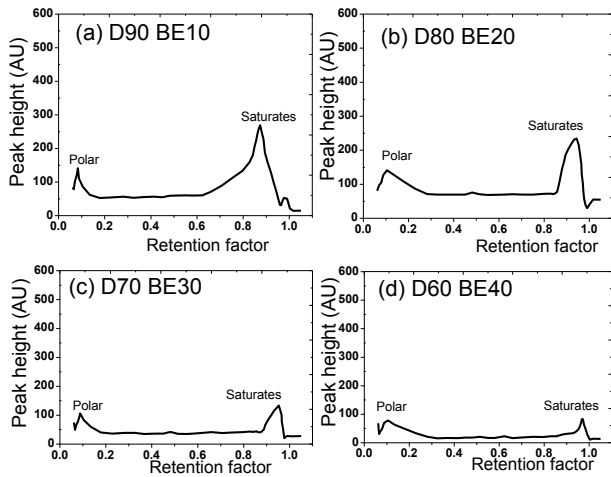 (a) D90 BE10
Peak height (AU)
600
500
400
300
200
100
0
Polar
Saturates
0.0 0.2 0.4 0.6 0.8 1.0
Retention factor
(b) D80 BE20
Peak height (AU)
600
500
400
300
200
100
0
Polar
Saturates
0.0 0.2 0.4 0.6 0.8 1.0
Retention factor
(c) D70 BE30
Peak height (AU)
600
500
400
300
200
100
0
Polar
Saturates
0.0 0.2 0.4 0.6 0.8 1.0
Retention factor
(d) D60 BE40
Peak height (AU)
600
500
400
300
200
100
0
Polar
Saturates
0.0 0.2 0.4 0.6 0.8 1.0
Retention factor